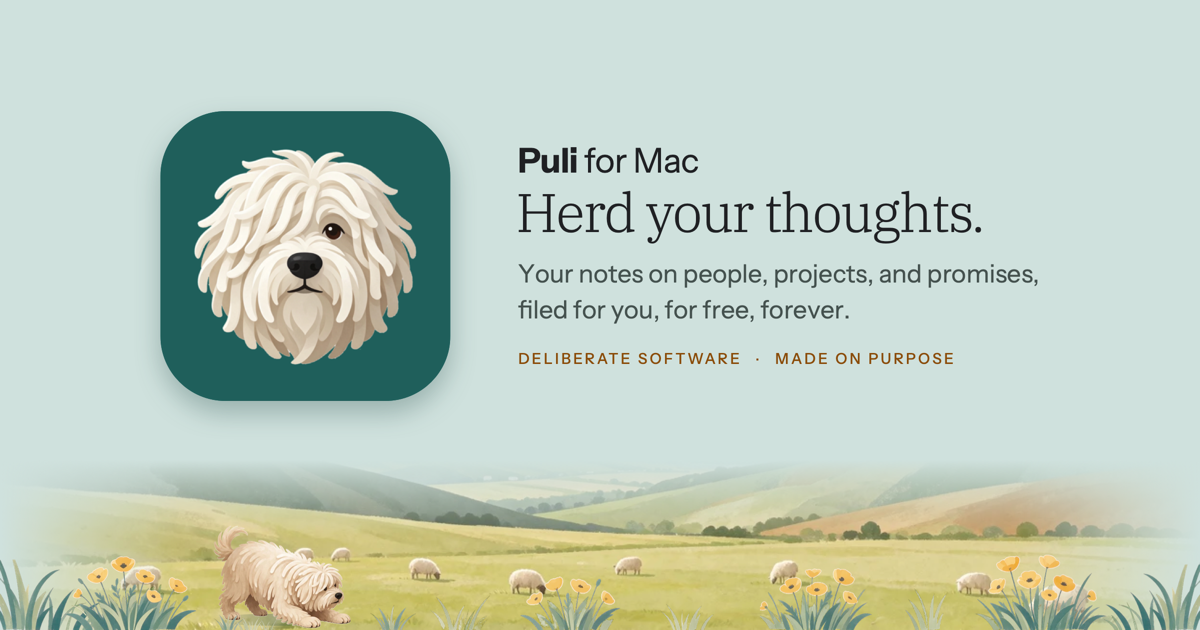 Puli for Mac
Herd your thoughts.
Your notes on people, projects, and promises,
filed for you, for free, forever.
DELIBERATE SOFTWARE · MADE ON PURPOSE